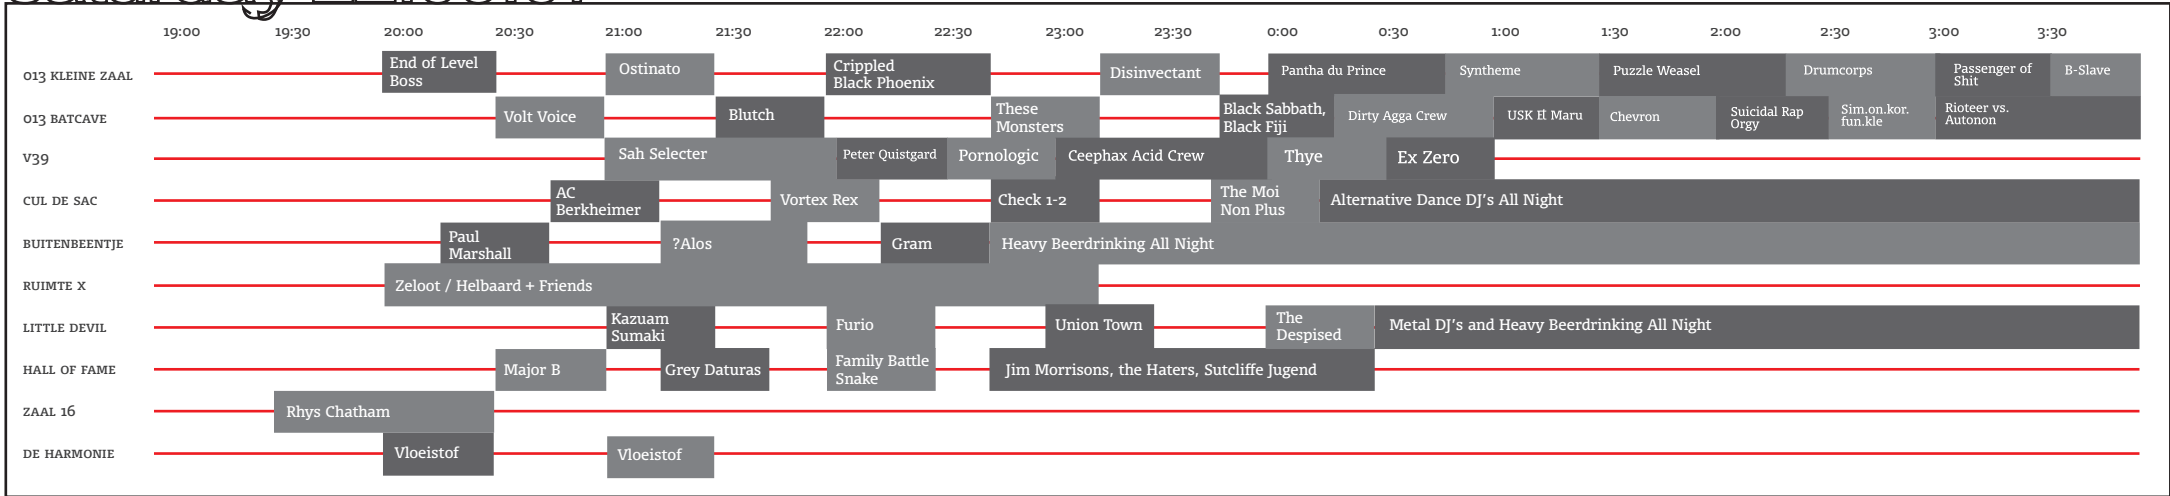 19:00 19:30 20:00 20:30 21:00 21:30 22:00 22:30 23:00 23:30 0:00 0:30 1:00 1:30 2:00 2:30 3:00 3:30
013 KLEINE ZAAL
End of Level
Boss
Ostinato
Crippled
Black Phoenix
Disinvectant
Pantha du Prince
Syntheme
Puzzle Weasel
Drumcorps
Passenger of
Shit
B-Slave
013 BATCAVE
Volt Voice
Blutch
These
Monsters
Black Sabbath,
Black Fiji
Dirty Agga Crew
USK El Maru
Chevron
Suicidal Rap
Orgy
Sim.on.kor.
fun.kle
Rioteer vs.
Autonon
V39
Sah Selecter
Peter Quistgard
Pornologic
Ceephax Acid Crew
Thye
Ex Zero
CUL DE SAC
AC
Berkheimer
Vortex Rex
Check 1-2
The Moi
Non Plus
Alternative Dance DJ's All Night
BUITENBEENTJE
Paul
Marshall
?Alos
Gram
Heavy Beerdrinking All Night
RUIMTE X
Zeloot / Helbaard + Friends
LITTLE DEVIL
Kazuam
Sumaki
Furio
Union Town
The
Despised
Metal DJ's and Heavy Beerdrinking All Night
HALL OF FAME
Major B
Grey Daturas
Family Battle
Snake
Jim Morrisons, the Haters, Sutcliffe Jugend
ZAAL 16
Rhys Chatham
DE HARMONIE
Vloeistof
Vloeistof